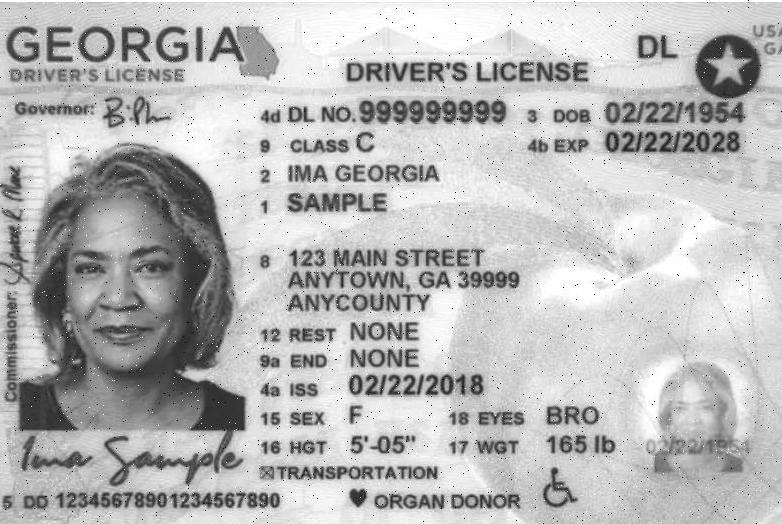 GEORGIA
DRIVER'S LICENSE
DRIVER'S LICENSE
DL
USA
GA
Governor:
4d DL NO. 999999999 3 DOB 02/22/1954
9 CLASS C 4b EXP 02/22/2028
2 IMA GEORGIA
1 SAMPLE
8 123 MAIN STREET
ANYTOWN, GA 39999
ANYCOUNTY
12 REST NONE
9a END NONE
4a ISS 02/22/2018
15 SEX F 18 EYES BRO
16 HGT 5'-05" 17 WGT 165 lb
02/22/1954
TRANSPORTATION
ORGAN DONOR
Commissioner:
Ima Sample
5 DD 12345678901234567890